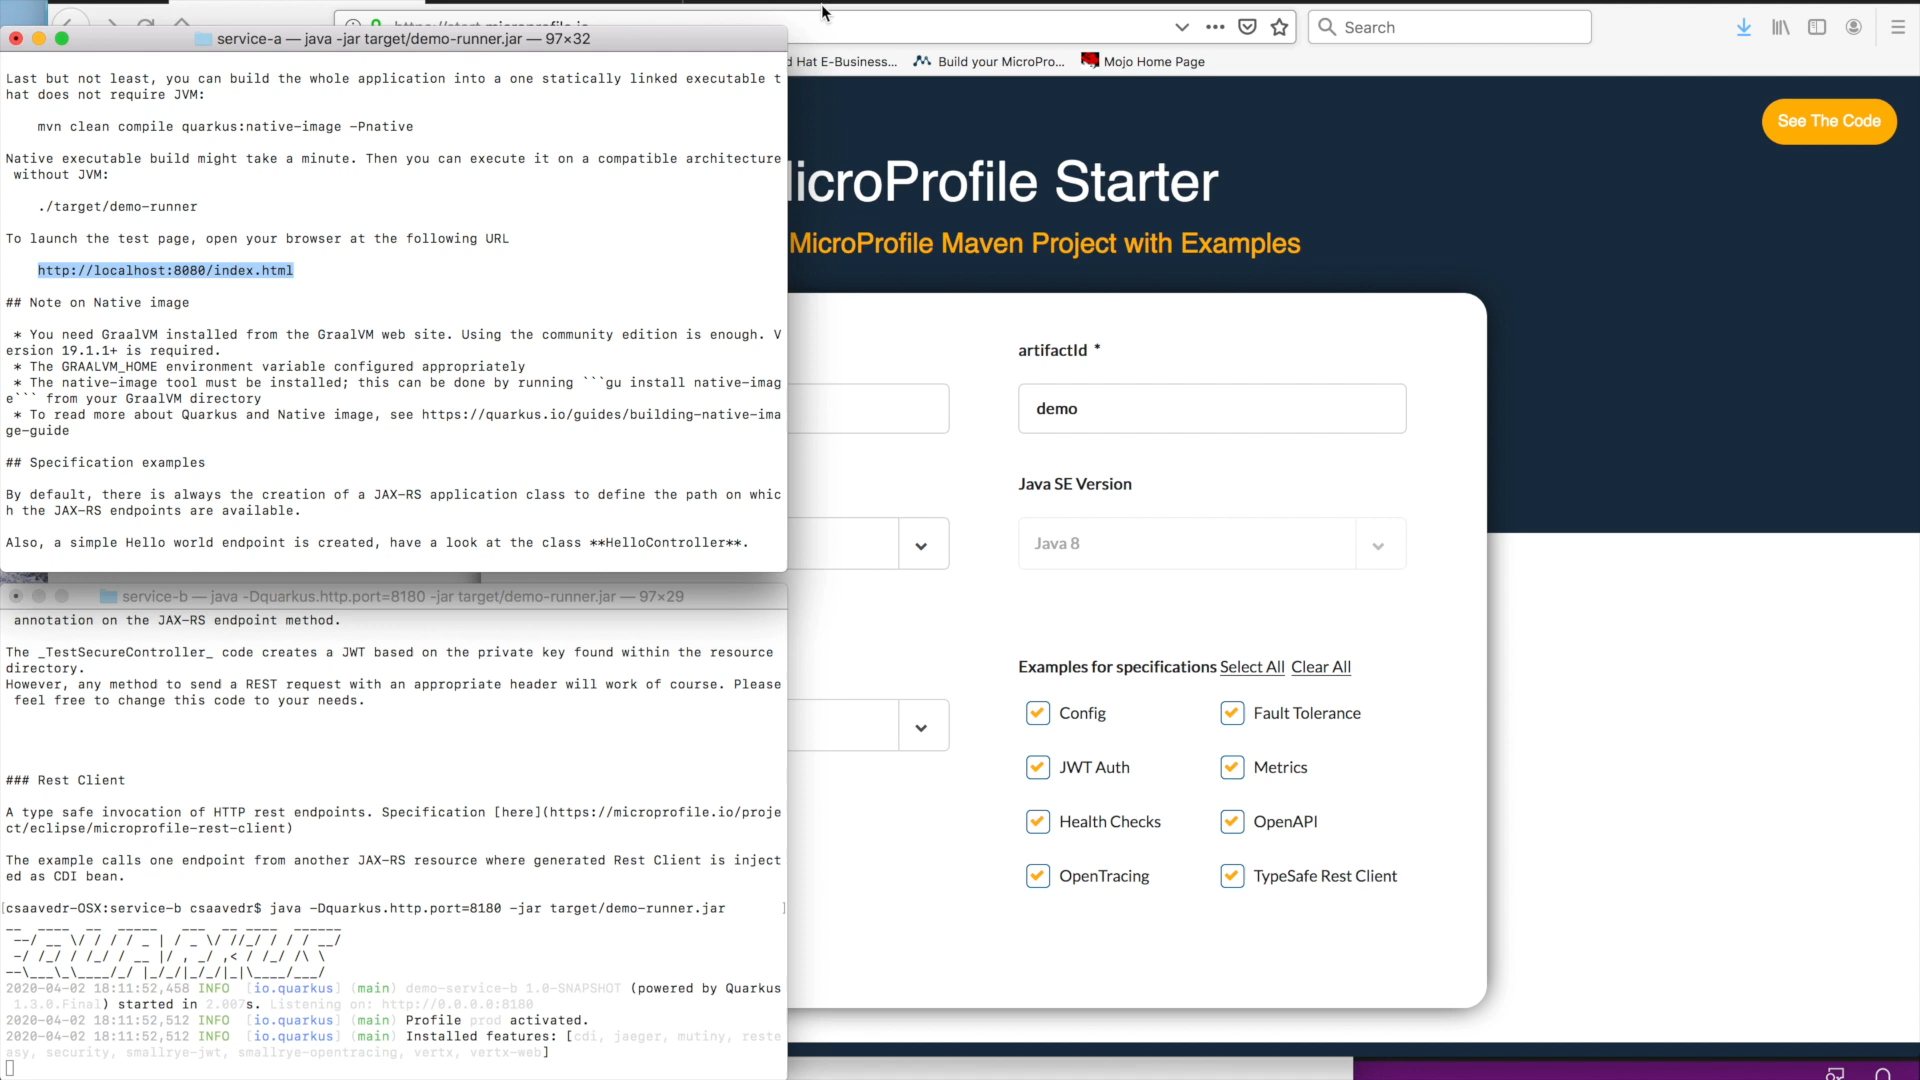 service-a — java -jar target/demo-runner.jar — 97×32
Last but not least, you can build the whole application into a one statically linked executable t
hat does not require JVM:
mvn clean compile quarkus:native-image -Pnative
Native executable build might take a minute. Then you can execute it on a compatible architecture
without JVM:
./target/demo-runner
To launch the test page, open your browser at the following URL
http://localhost:8080/index.html
## Note on Native image
* You need GraalVM installed from the GraalVM web site. Using the community edition is enough. V
ersion 19.1.1+ is required.
* The GRAALVM_HOME environment variable configured appropriately
* The native-image tool must be installed; this can be done by running ```gu install native-imag
e``` from your GraalVM directory
* To read more about Quarkus and Native image, see https://quarkus.io/guides/building-native-ima
ge-guide
## Specification examples
By default, there is always the creation of a JAX-RS application class to define the path on whic
h the JAX-RS endpoints are available.
Also, a simple Hello world endpoint is created, have a look at the class **HelloController**.
service-b — java -Dquarkus.http.port=8180 -jar target/demo-runner.jar — 97×29
annotation on the JAX-RS endpoint method.
The _TestSecureController_ code creates a JWT based on the private key found within the resource
directory.
However, any method to send a REST request with an appropriate header will work of course. Please
feel free to change this code to your needs.
### Rest Client
A type safe invocation of HTTP rest endpoints. Specification [here](https://microprofile.io/proje
ct/eclipse/microprofile-rest-client)
The example calls one endpoint from another JAX-RS resource where generated Rest Client is inject
ed as CDI bean.
[csaavedr-OSX:service-b csaavedr$ java -Dquarkus.http.port=8180 -jar target/demo-runner.jar ]
2020-04-02 18:11:52,458 INFO [io.quarkus] (main) demo-service-b 1.0-SNAPSHOT (powered by Quarkus
1.3.0.Final) started in 2.007s. Listening on: http://0.0.0.0:8180
2020-04-02 18:11:52,512 INFO [io.quarkus] (main) Profile prod activated.
2020-04-02 18:11:52,512 INFO [io.quarkus] (main) Installed features: [cdi, jaeger, mutiny, reste
asy, security, smallrye-jwt, smallrye-opentracing, vertx, vertx-web]
Search
d Hat E-Business...
Build your MicroPro...
Mojo Home Page
See The Code
icroProfile Starter
MicroProfile Maven Project with Examples
artifactId *
demo
Java SE Version
Java 8
Examples for specifications Select All Clear All
Config
Fault Tolerance
JWT Auth
Metrics
Health Checks
OpenAPI
OpenTracing
TypeSafe Rest Client